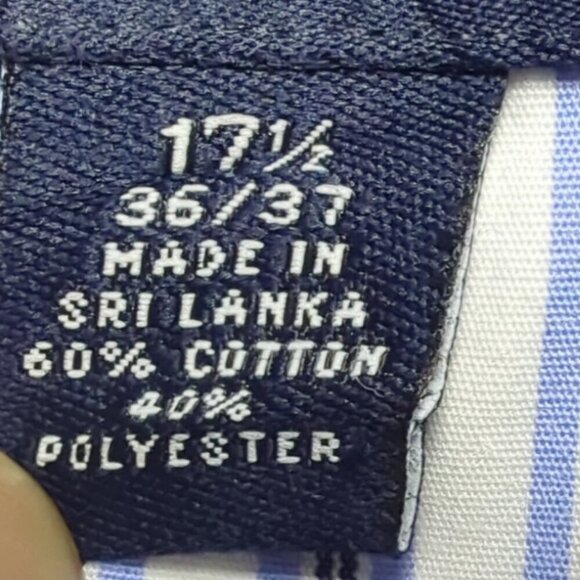 17½
36/37
MADE IN
SRI LANKA
60% COTTON
40%
POLYESTER